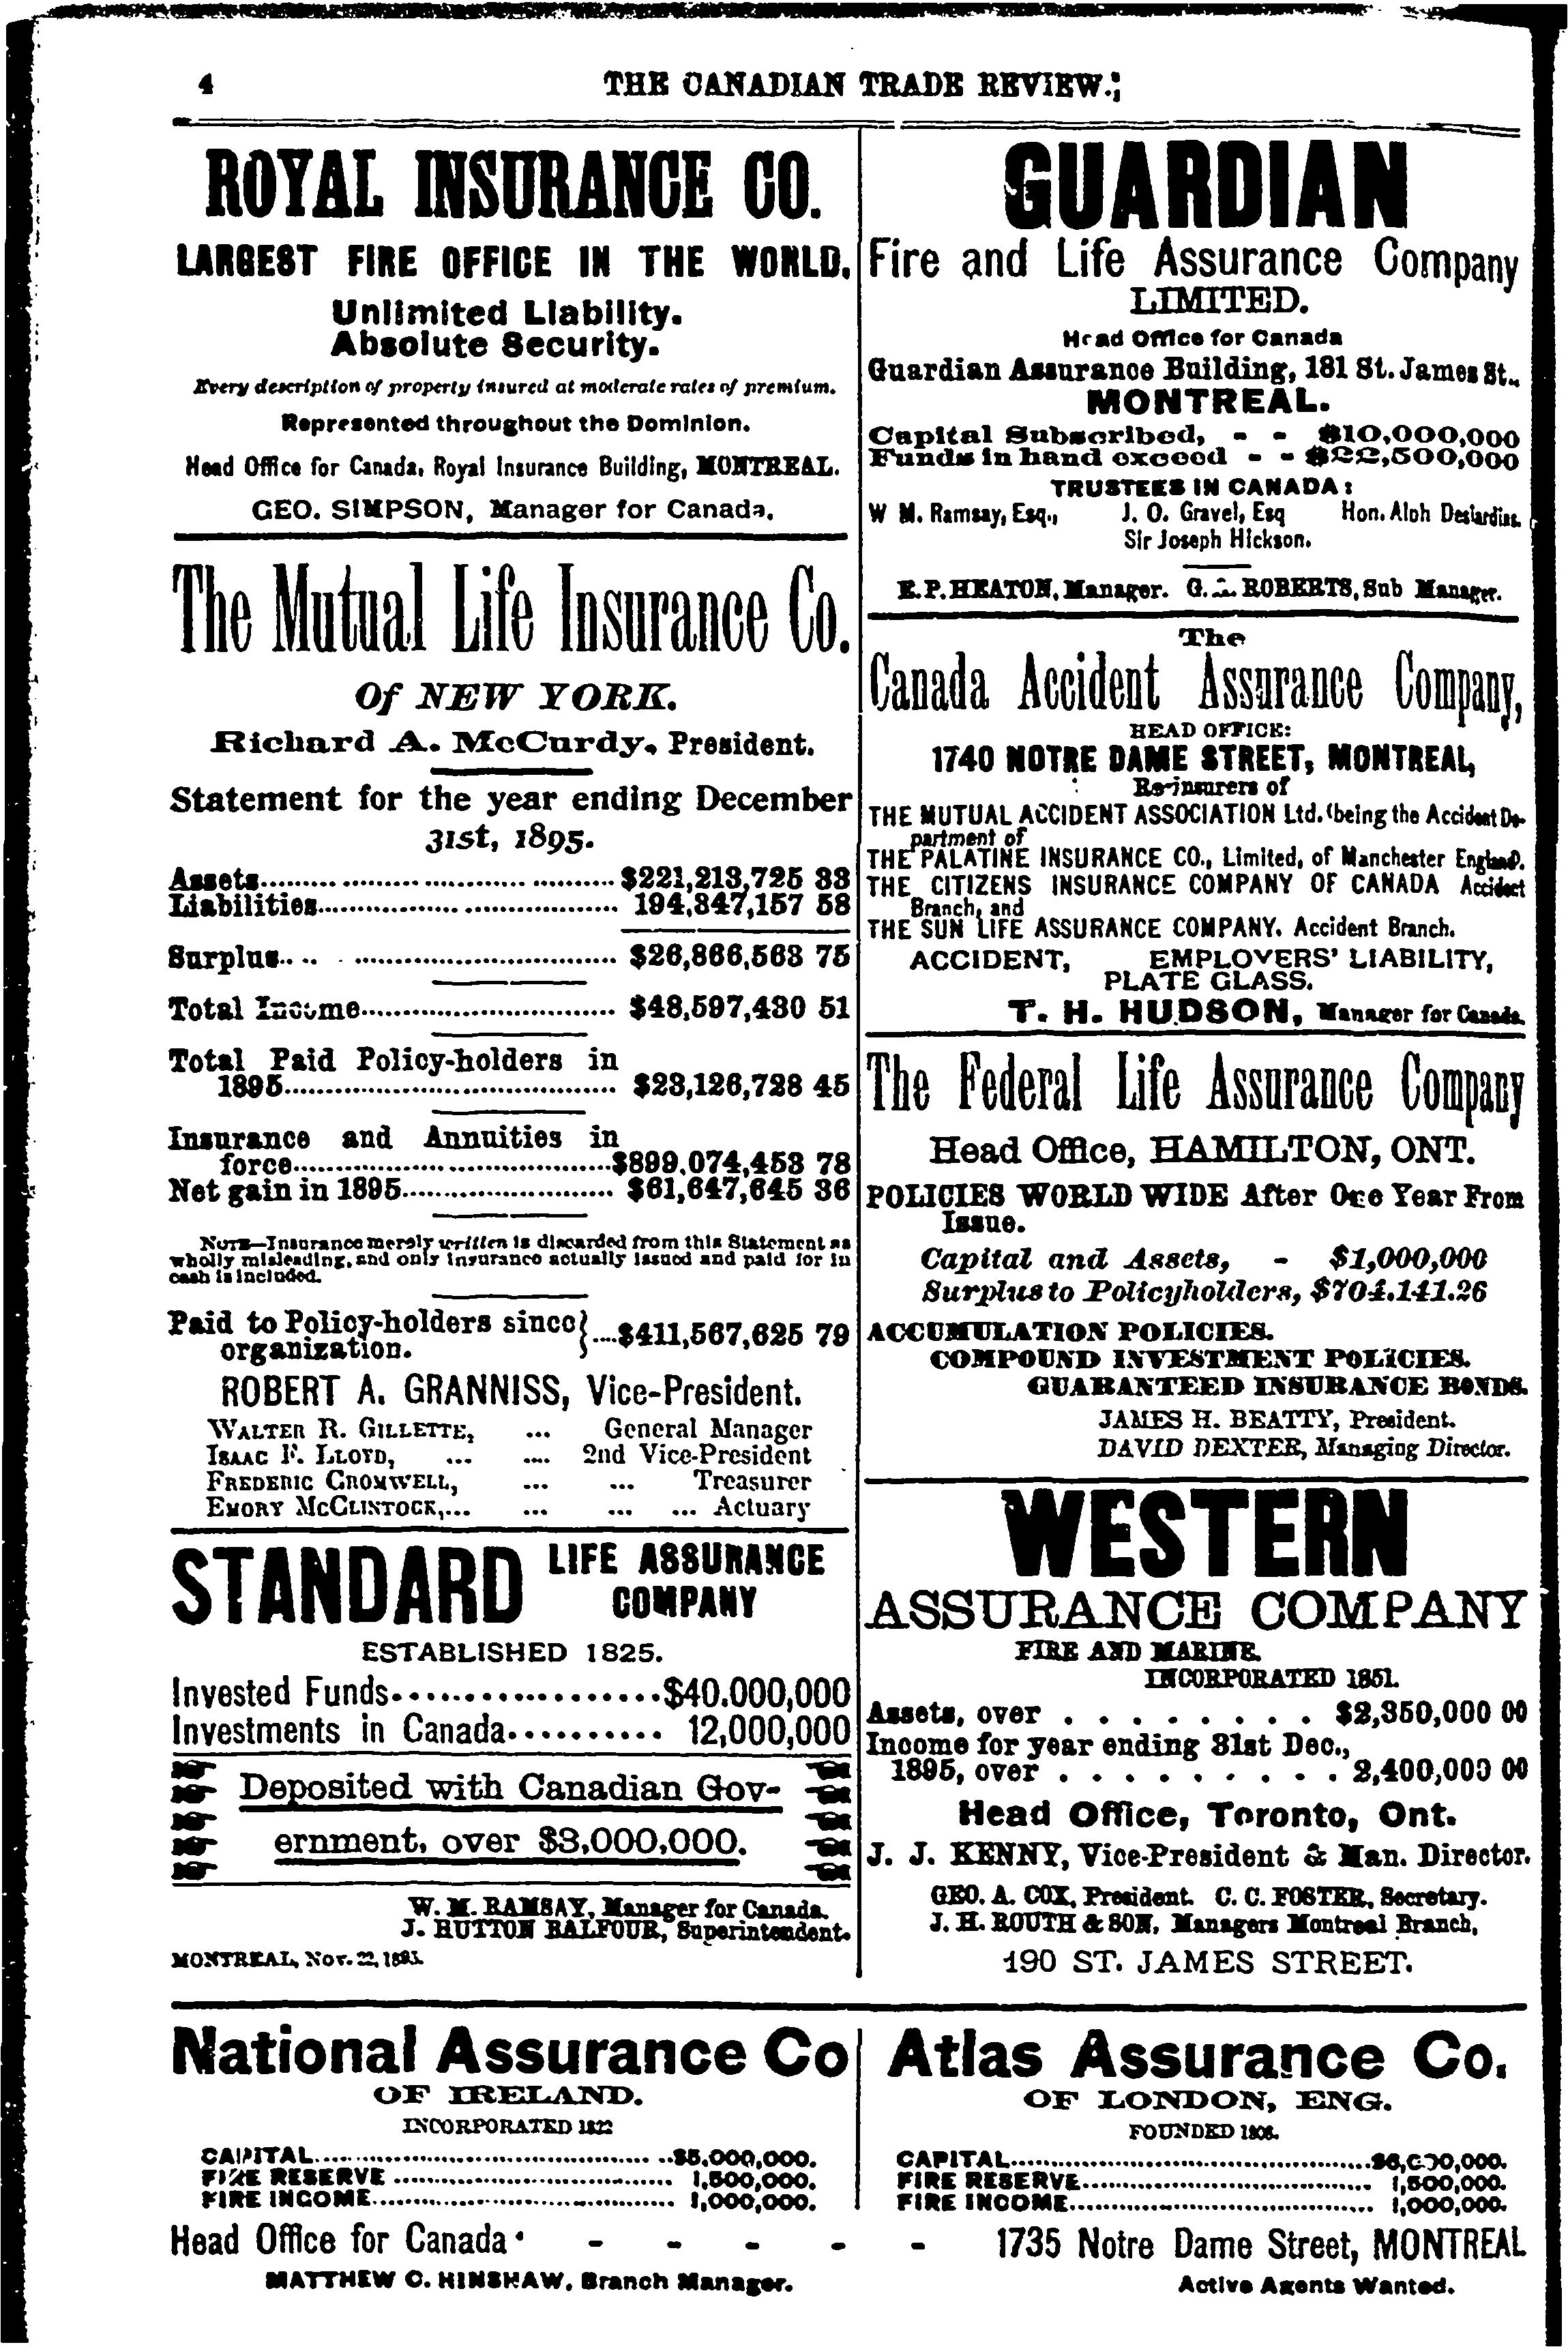 4
THE CANADIAN TRADE REVIEW.
ROYAL INSURANCE CO.
LARGEST FIRE OFFICE IN THE WORLD.
Unlimited Liability.
Absolute Security.
Every description of property insured at moderate rates of premium.
Represented throughout the Dominion.
Head Office for Canada, Royal Insurance Building, MONTREAL.
GEO. SIMPSON, Manager for Canada.
The Mutual Life Insurance Co.
Of NEW YORK.
Richard A. McCurdy, President.
Statement for the year ending December
31st, 1895.
Assets.................................... $221,213,725 33
Liabilities.................................... 194,347,157 58
Surplus.................................... $26,866,568 75
Total Income.................................... $48,597,430 51
Total Paid Policy-holders in
1895.................................... $23,126,728 45
Insurance and Annuities in
force.................................... $899,074,453 78
Net gain in 1895.................................... $61,647,645 36
NOTE—Insurance merely written is discarded from this Statement as
wholly misleading, and only insurance actually issued and paid for in
cash is included.
Paid to Policy-holders since
organization. } ....$411,567,625 79
ROBERT A. GRANNISS, Vice-President.
WALTER R. GILLETTE, ... General Manager
ISAAC F. LLOYD, ... .... 2nd Vice-President
FREDERIC CROMWELL, ... ... Treasurer
EMORY MCCLINTOCK,... ... ... ... Actuary
STANDARD LIFE ASSURANCE
COMPANY
ESTABLISHED 1825.
Invested Funds....................$40,000,000
Investments in Canada........... 12,000,000
Deposited with Canadian Gov-
ernment, over $3,000,000.
W. M. RAMSAY, Manager for Canada.
J. HUTTON BALFOUR, Superintendent.
MONTREAL, Nov. 22,
GUARDIAN
Fire and Life Assurance Company
LIMITED.
Head Office for Canada
Guardian Assurance Building, 181 St. James St.,
MONTREAL.
Capital Subscribed, - - $10,000,000
Funds in hand exceed - - $22,500,000
TRUSTEES IN CANADA:
W M. Ramsay, Esq., J. O. Gravel, Esq Hon. Alph Desjardins.
Sir Joseph Hickson.
E. P. HEATON, Manager. G. ROBERTS, Sub Manager.
The
Canada Accident Assurance Company,
HEAD OFFICE:
1740 NOTRE DAME STREET, MONTREAL,
Re-insurers of
THE MUTUAL ACCIDENT ASSOCIATION Ltd. (being the Accident De-
partment of
THE PALATINE INSURANCE CO., Limited, of Manchester England.
THE CITIZENS INSURANCE COMPANY OF CANADA Accident
Branch, and
THE SUN LIFE ASSURANCE COMPANY. Accident Branch.
ACCIDENT, EMPLOYERS' LIABILITY,
PLATE GLASS.
T. H. HUDSON, Manager for Canada.
The Federal Life Assurance Company
Head Office, HAMILTON, ONT.
POLICIES WORLD WIDE After One Year From
Issue.
Capital and Assets, - $1,000,000
Surplus to Policyholders, $704.141.26
ACCUMULATION POLICIES.
COMPOUND INVESTMENT POLICIES.
GUARANTEED INSURANCE BONDS.
JAMES H. BEATTY, President.
DAVID DEXTER, Managing Director.
WESTERN
ASSURANCE COMPANY
FIRE AND MARINE.
INCORPORATED 1851.
Assets, over . . . . . . . . $2,350,000 00
Income for year ending 31st Dec.,
1895, over . . . . . . . . . 2,400,000 00
Head Office, Toronto, Ont.
J. J. KENNY, Vice-President & Man. Director.
GEO. A. COX, President. C. C. FOSTER, Secretary.
J. H. ROUTH & SON, Managers Montreal Branch,
190 ST. JAMES STREET.
National Assurance Co
OF IRELAND.
INCORPORATED 1822
CAPITAL.................................... $5,000,000.
FIRE RESERVE.................................... 1,500,000.
FIRE INCOME.................................... 1,000,000.
Atlas Assurance Co.
OF LONDON, ENG.
FOUNDED 1808.
CAPITAL.................................... $6,000,000.
FIRE RESERVE.................................... 1,500,000.
FIRE INCOME.................................... 1,000,000.
Head Office for Canada - - - - - 1735 Notre Dame Street, MONTREAL
MATTHEW C. HINSHAW, Branch Manager. Active Agents Wanted.